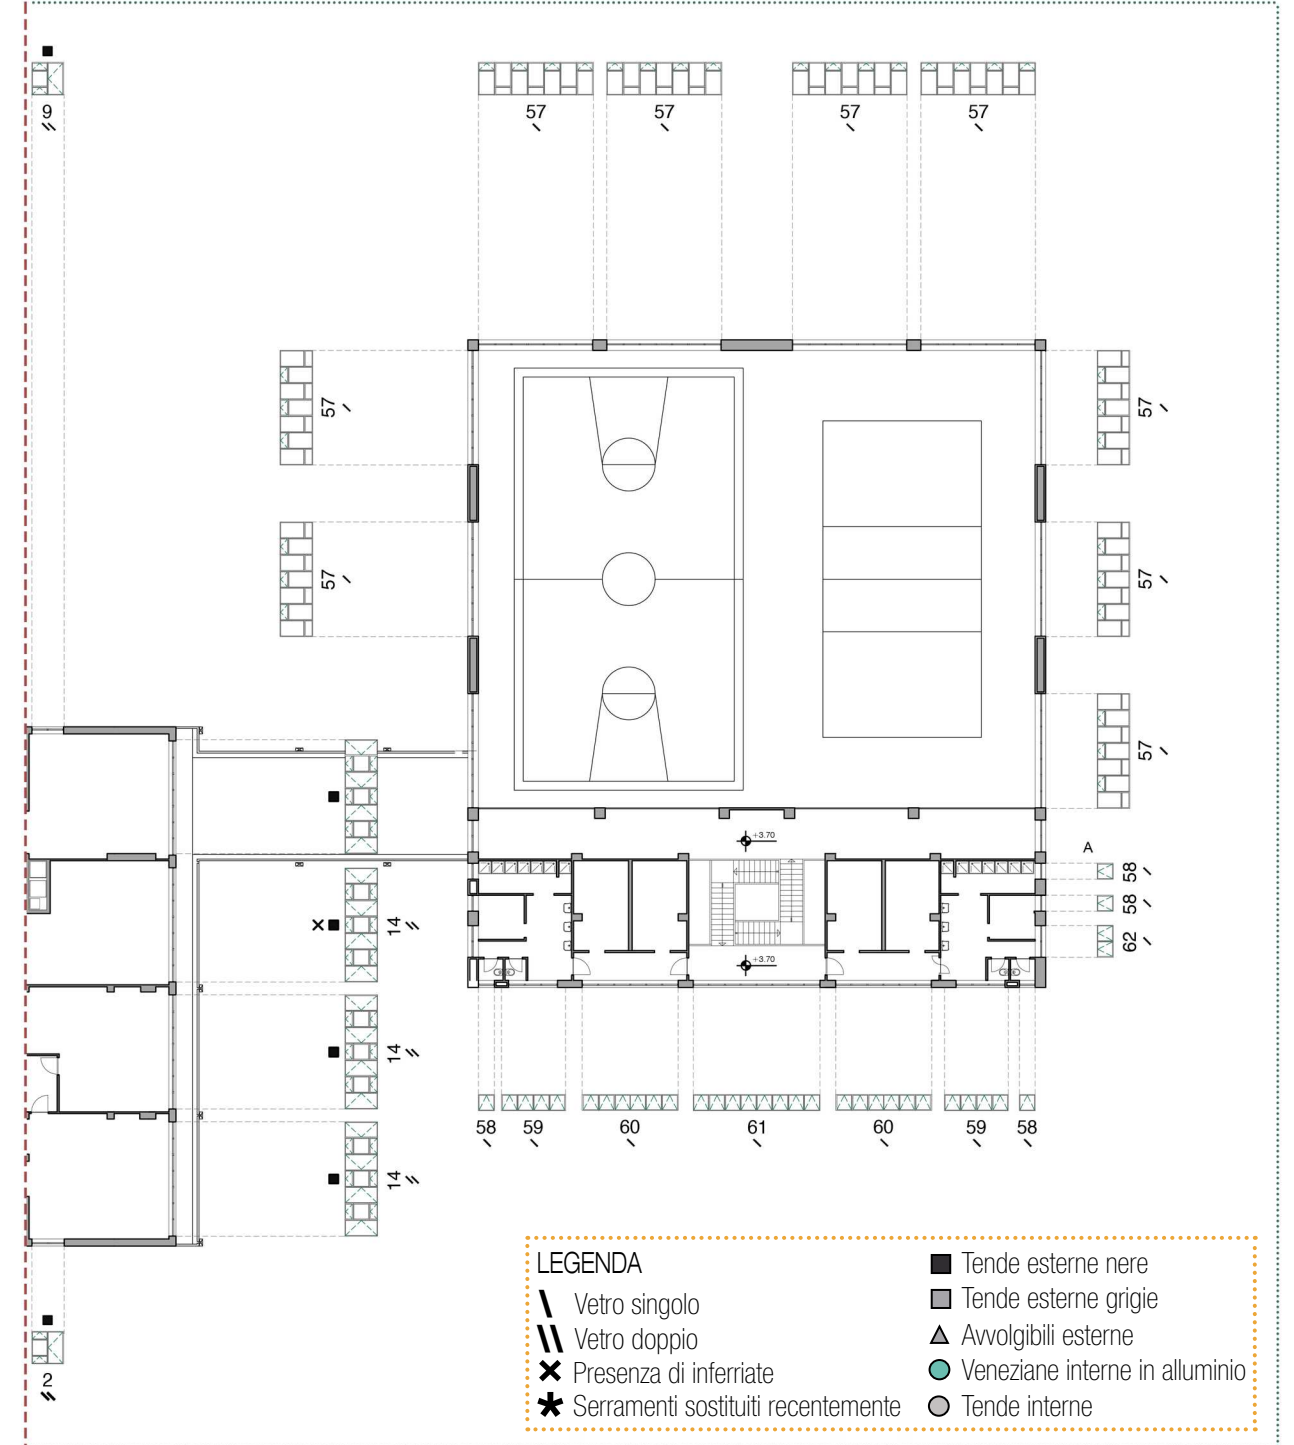 9
57 57 57 57
57 57
57 57
57
+3.70
A
58
14 58
62
+3.70
14
58 59 60 61 60 59 58
14
LEGENDA
Vetro singolo
Vetro doppio
Presenza di inferriate
Serramenti sostituiti recentemente
Tende esterne nere
Tende esterne grigie
Avvolgibili esterne
Veneziane interne in alluminio
Tende interne
2